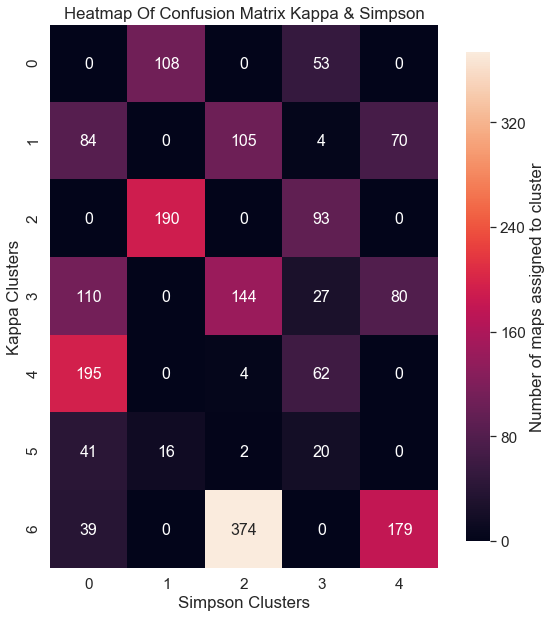 Heatmap Of Confusion Matrix Kappa & Simpson
Kappa Clusters
0 0 108 0 53 0
1 84 0 105 4 70
2 0 190 0 93 0
3 110 0 144 27 80
4 195 0 4 62 0
5 41 16 2 20 0
6 39 0 374 0 179
0 1 2 3 4
Simpson Clusters
320
240
160
80
0
Number of maps assigned to cluster